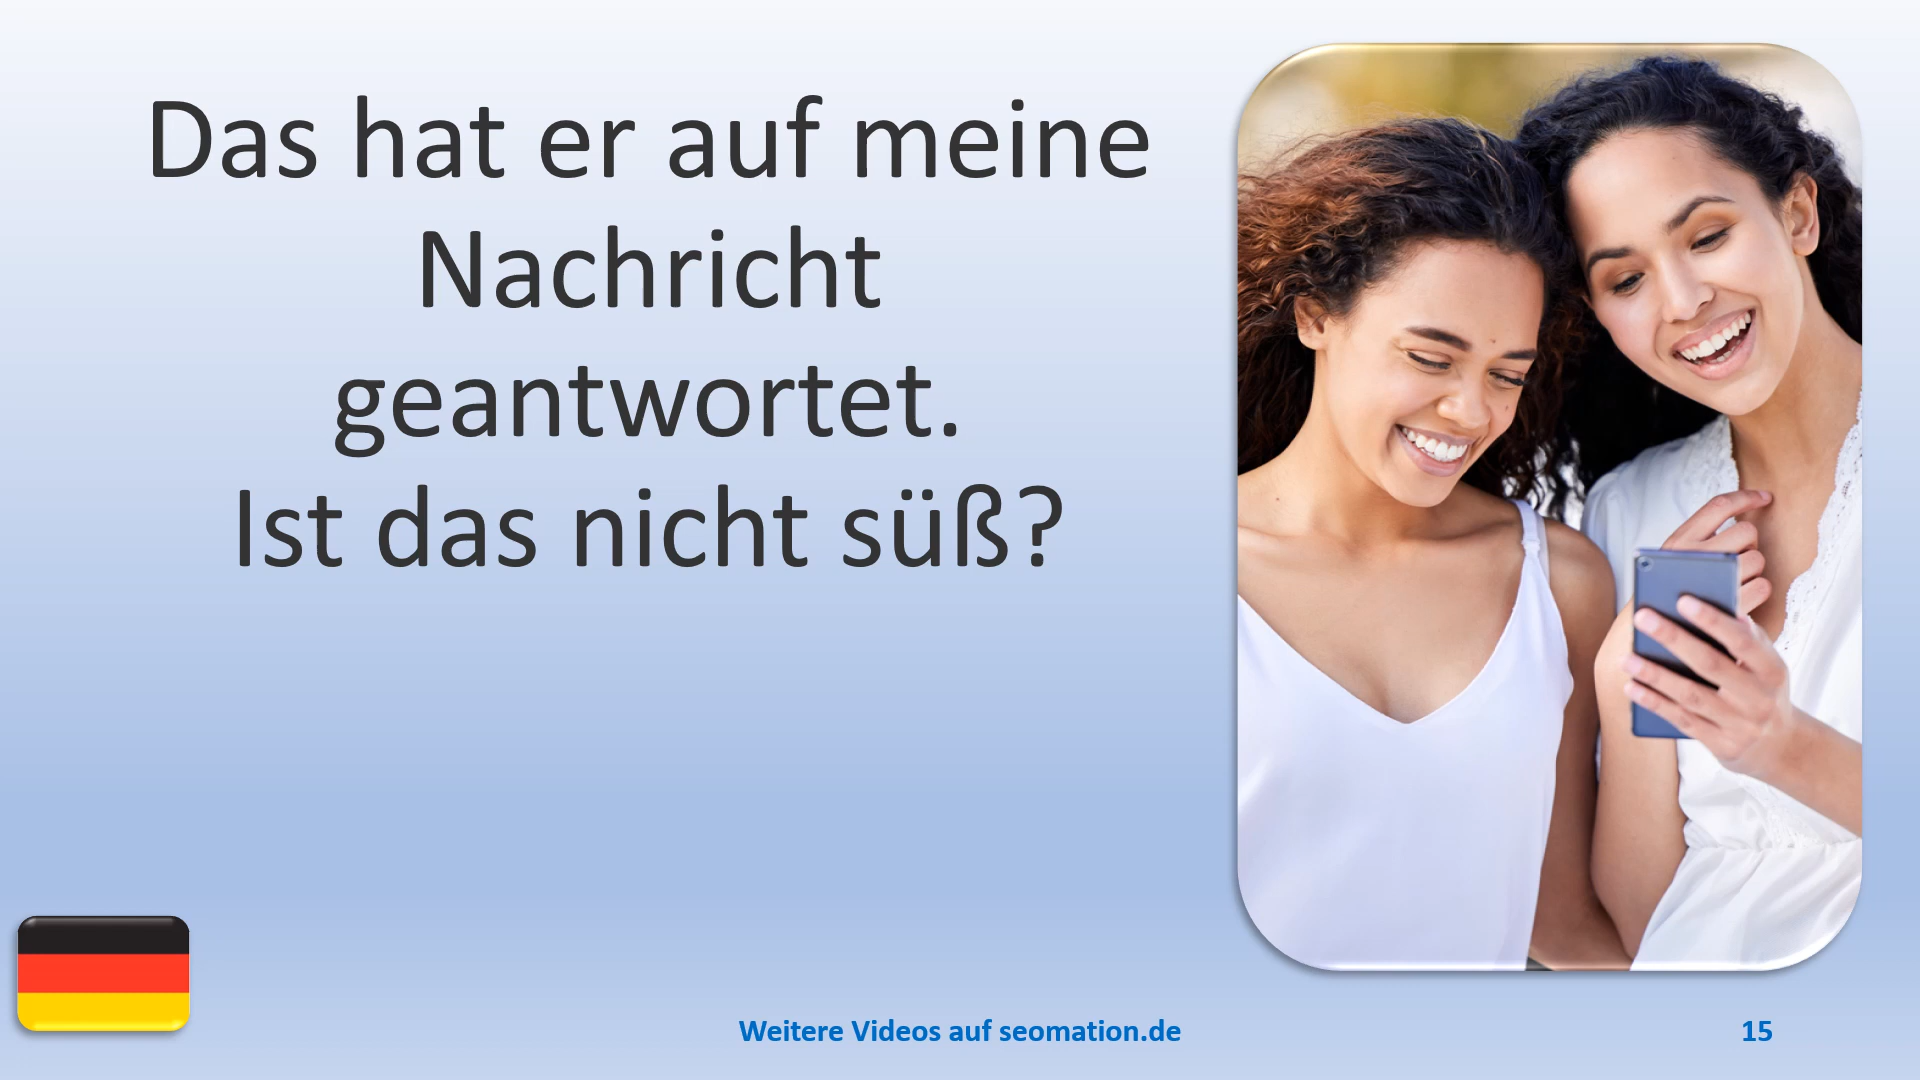 Das hat er auf meine
Nachricht
geantwortet.
Ist das nicht süß?
Weitere Videos auf seomation.de
15